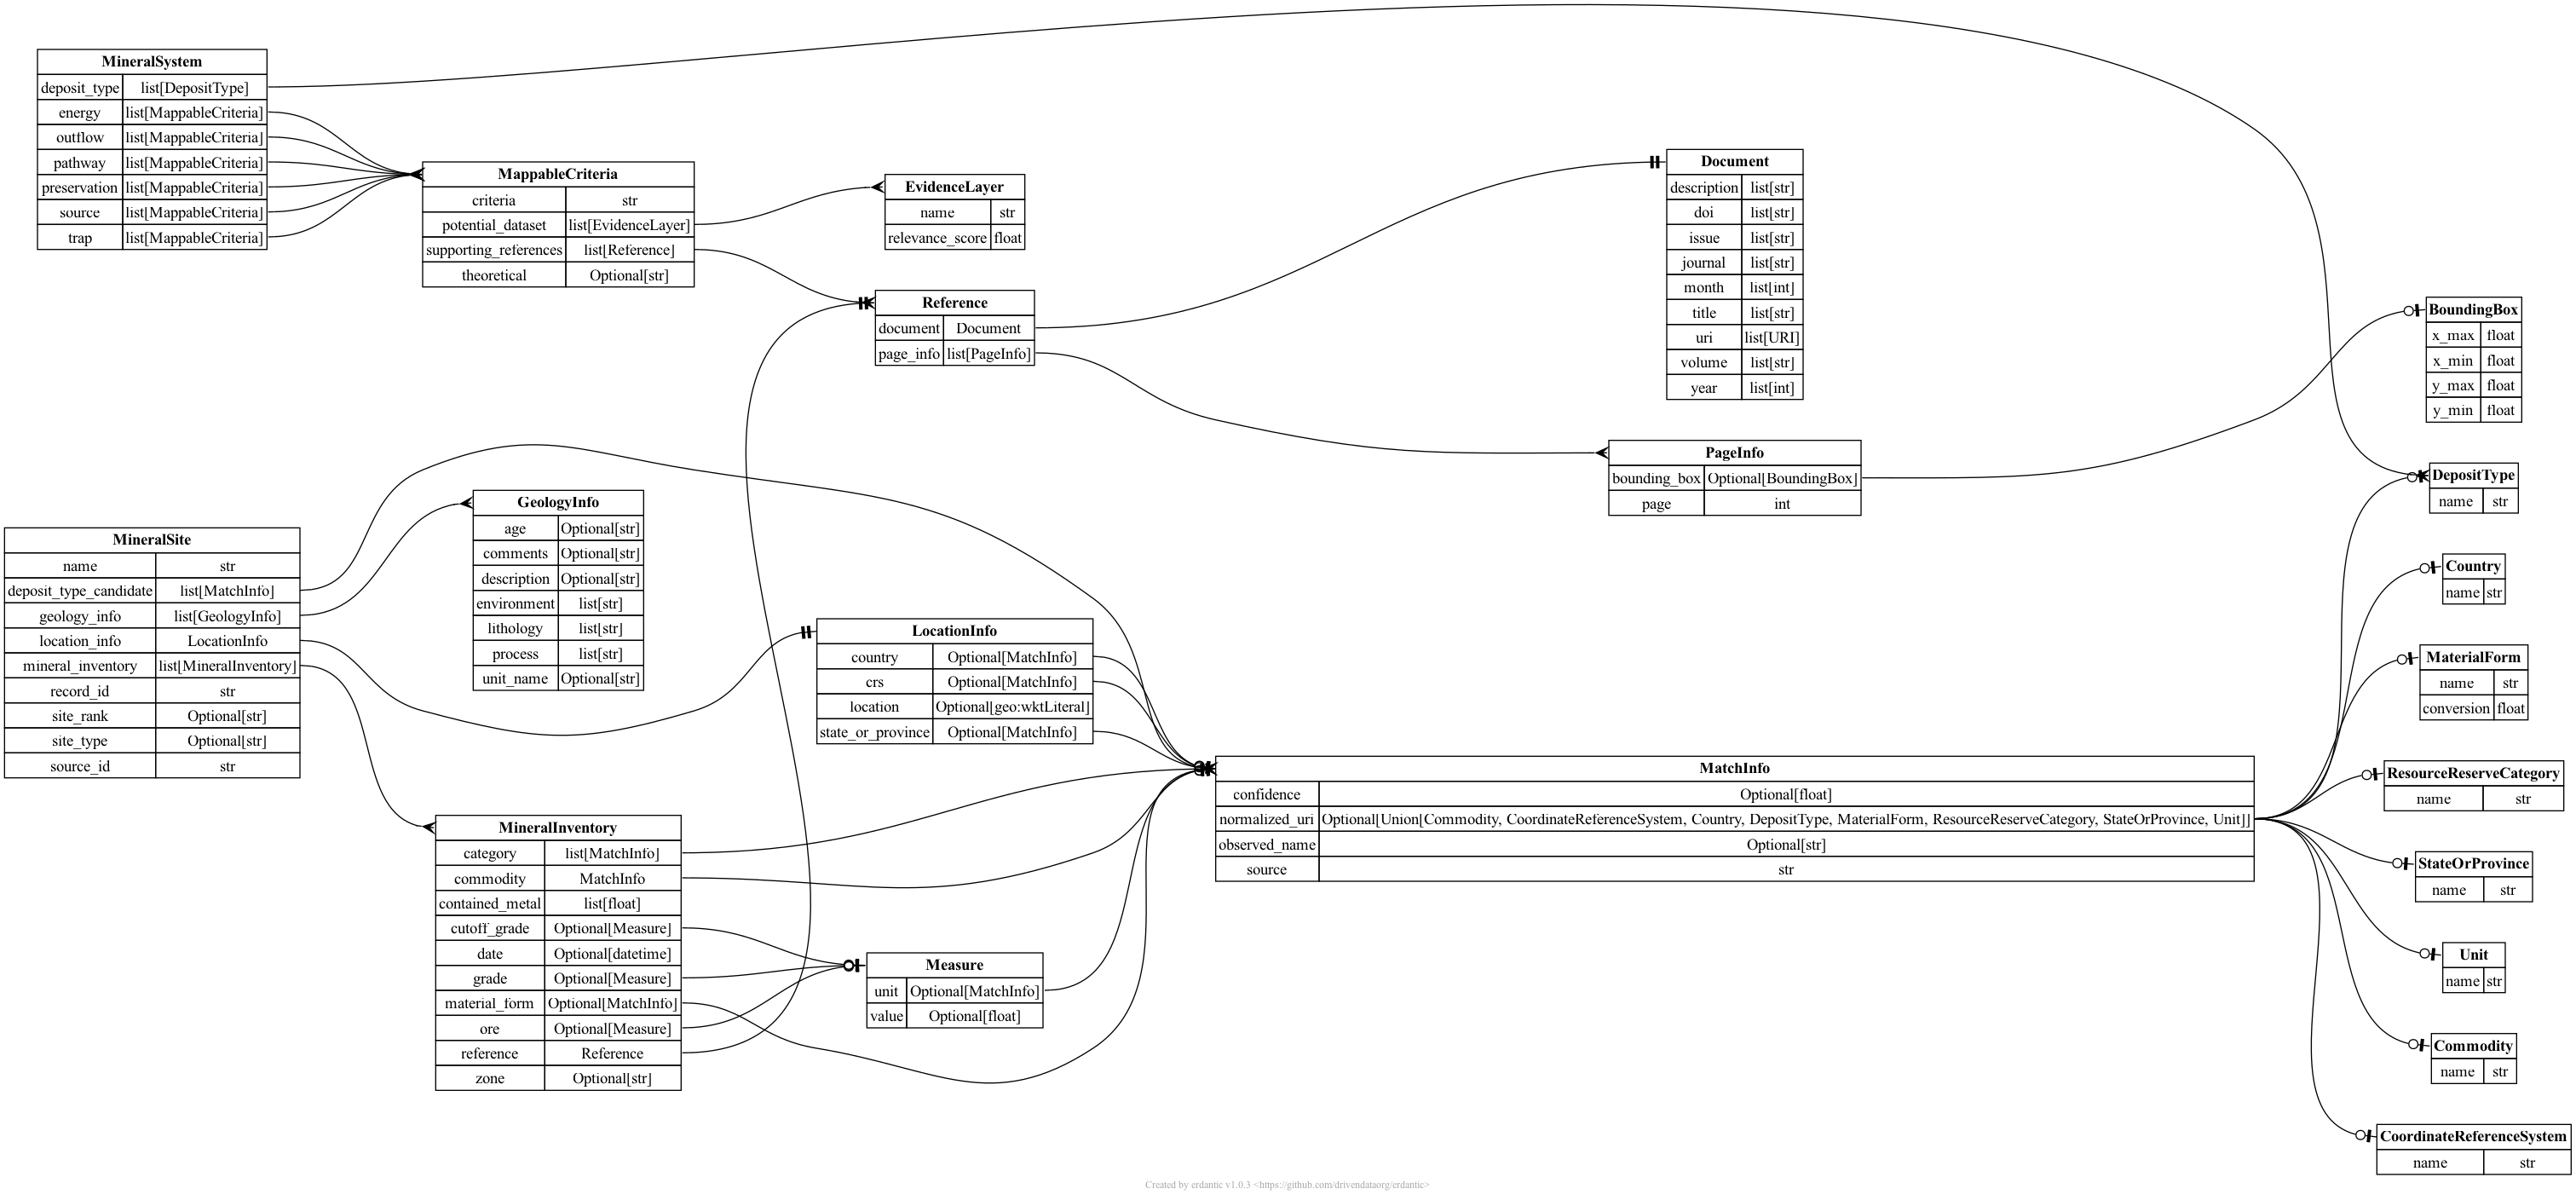 MineralSystem
deposit_type list[DepositType]
energy list[MappableCriteria]
outflow list[MappableCriteria]
pathway list[MappableCriteria]
preservation list[MappableCriteria]
source list[MappableCriteria]
trap list[MappableCriteria]
MappableCriteria
criteria str
potential_dataset list[EvidenceLayer]
supporting_references list[Reference]
theoretical Optional[str]
EvidenceLayer
name str
relevance_score float
Reference
document Document
page_info list[PageInfo]
Document
description list[str]
doi list[str]
issue list[str]
journal list[str]
month list[int]
title list[str]
uri list[URI]
volume list[str]
year list[int]
PageInfo
bounding_box Optional[BoundingBox]
page int
BoundingBox
x_max float
x_min float
y_max float
y_min float
DepositType
name str
MineralSite
name str
deposit_type_candidate list[MatchInfo]
geology_info list[GeologyInfo]
location_info LocationInfo
mineral_inventory list[MineralInventory]
record_id str
site_rank Optional[str]
site_type Optional[str]
source_id str
GeologyInfo
age Optional[str]
comments Optional[str]
description Optional[str]
environment list[str]
lithology list[str]
process list[str]
unit_name Optional[str]
LocationInfo
country Optional[MatchInfo]
crs Optional[MatchInfo]
location Optional[geo:wktLiteral]
state_or_province Optional[MatchInfo]
MineralInventory
category list[MatchInfo]
commodity MatchInfo
contained_metal list[float]
cutoff_grade Optional[Measure]
date Optional[datetime]
grade Optional[Measure]
material_form Optional[MatchInfo]
ore Optional[Measure]
reference Reference
zone Optional[str]
Measure
unit Optional[MatchInfo]
value Optional[float]
MatchInfo
confidence Optional[float]
normalized_uri Optional[Union[Commodity, CoordinateReferenceSystem, Country, DepositType, MaterialForm, ResourceReserveCategory, StateOrProvince, Unit]]
observed_name Optional[str]
source str
Country
name str
MaterialForm
name str
conversion float
ResourceReserveCategory
name str
StateOrProvince
name str
Unit
name str
Commodity
name str
CoordinateReferenceSystem
name str
Created by erdantic v1.0.3 <https://github.com/drivendataorg/erdantic>